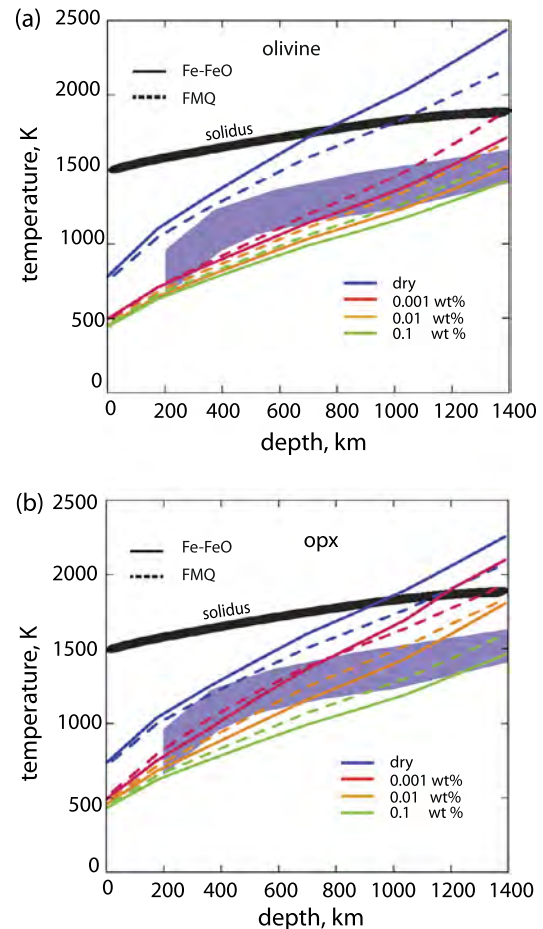 (a)
2500
2000
1500
1000
500
0
temperature, K
olivine
Fe-FeO
FMQ
solidus
dry
0.001 wt%
0.01 wt%
0.1 wt %
0 200 400 600 800 1000 1200 1400
depth, km
(b)
2500
2000
1500
1000
500
0
temperature, K
opx
Fe-FeO
FMQ
solidus
dry
0.001 wt%
0.01 wt%
0.1 wt %
0 200 400 600 800 1000 1200 1400
depth, km